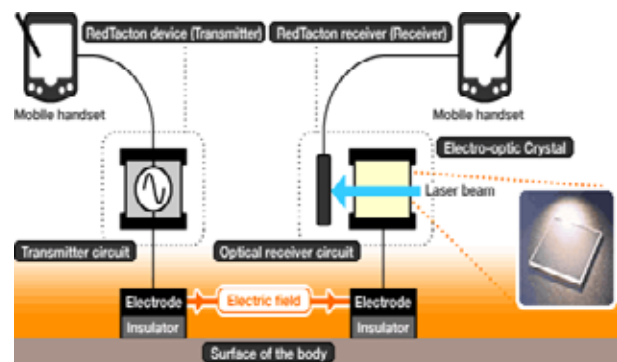 RedTacton device (Transmitter)
RedTacton receiver (Receiver)
Mobile handset
Mobile handset
Electro-optic Crystal
Laser beam
Transmitter circuit
Optical receiver circuit
Electrode
Electric field
Electrode
Insulator
Insulator
Surface of the body